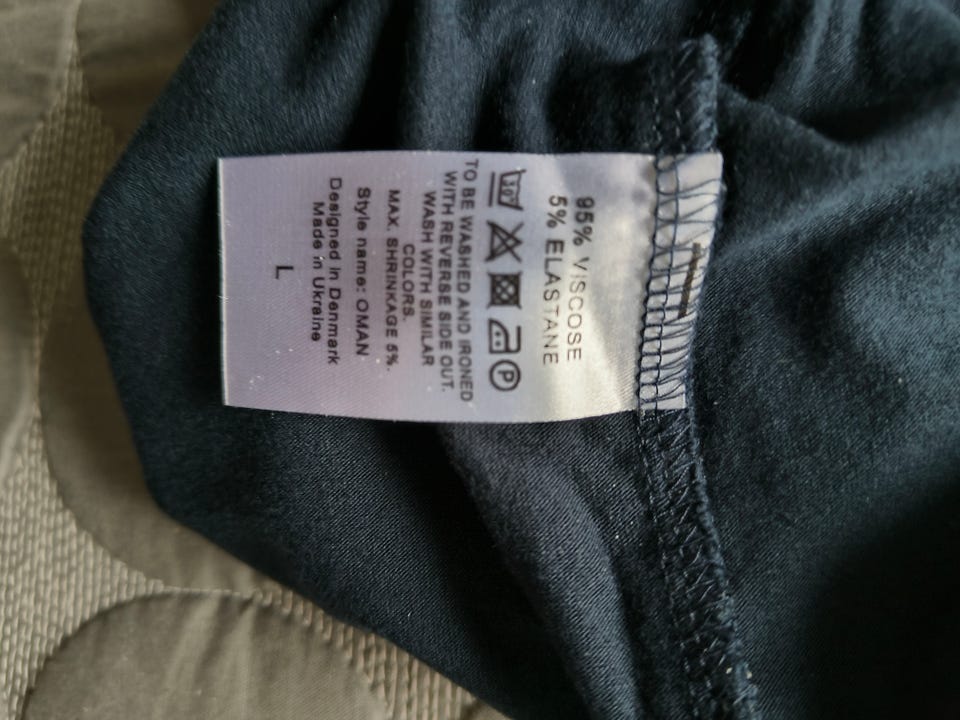 95% VISCOSE
5% ELASTANE
30 P
TO BE WASHED AND IRONED
WITH REVERSE SIDE OUT.
WASH WITH SIMILAR
COLORS.
MAX. SHRINKAGE 5%.
Style name: OMAN
Designed in Denmark
Made in Ukraine
L